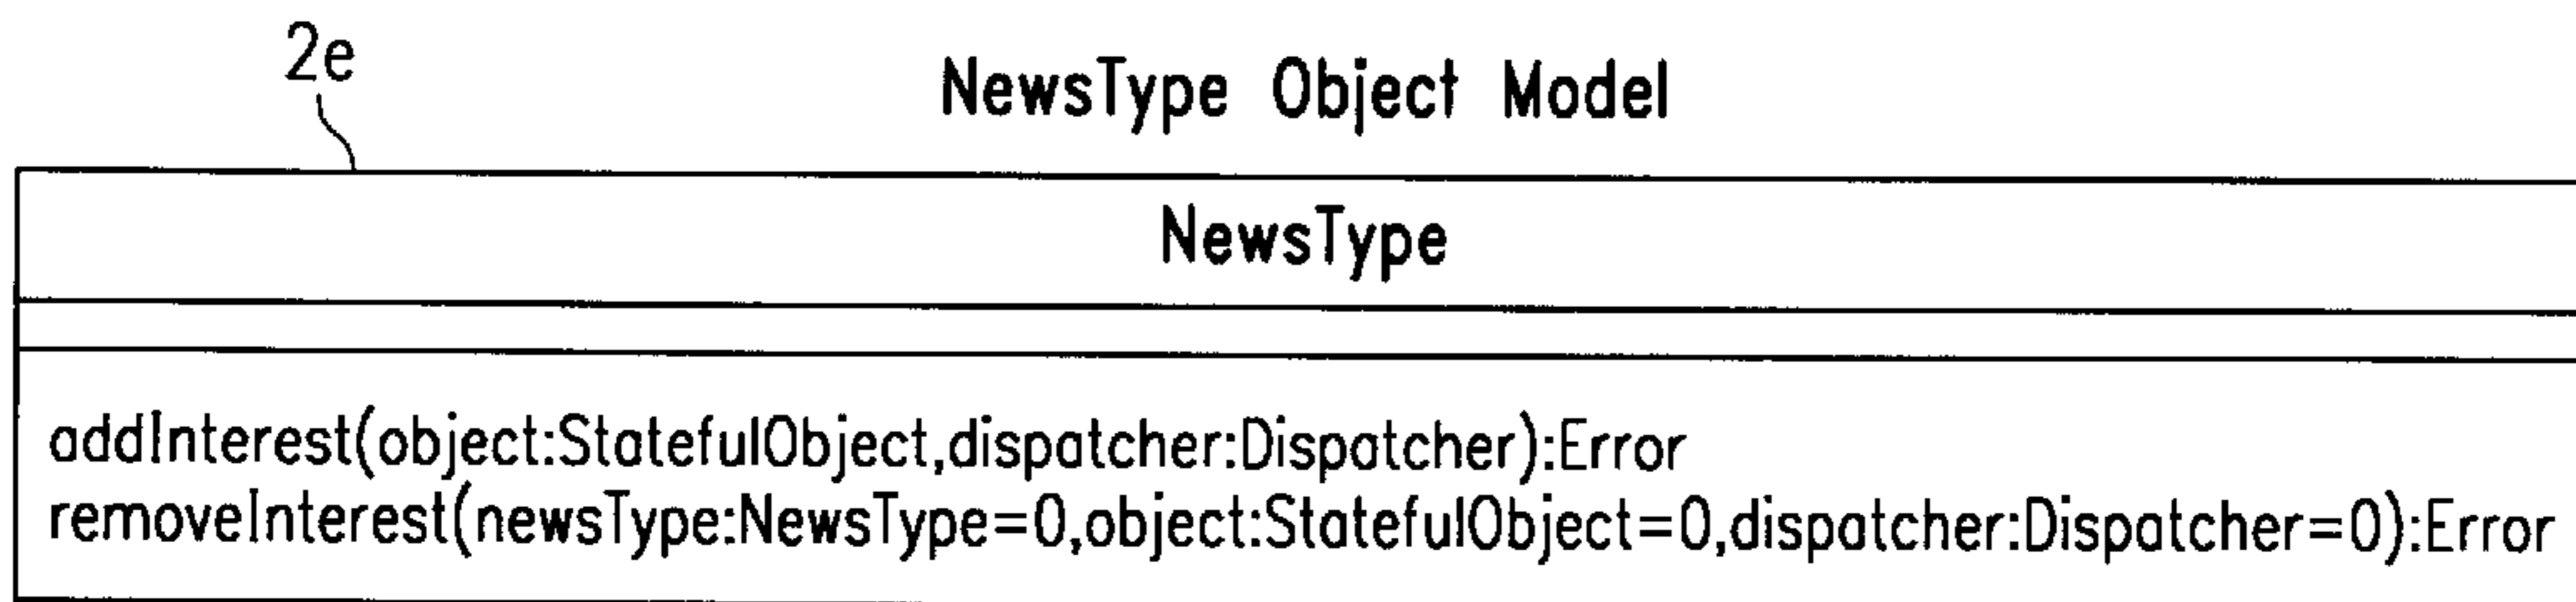 2e
NewsType Object Model
NewsType
addInterest(object:StatefulObject,dispatcher:Dispatcher):Error
removeInterest(newsType:NewsType=0,object:StatefulObject=0,dispatcher:Dispatcher=0):Error